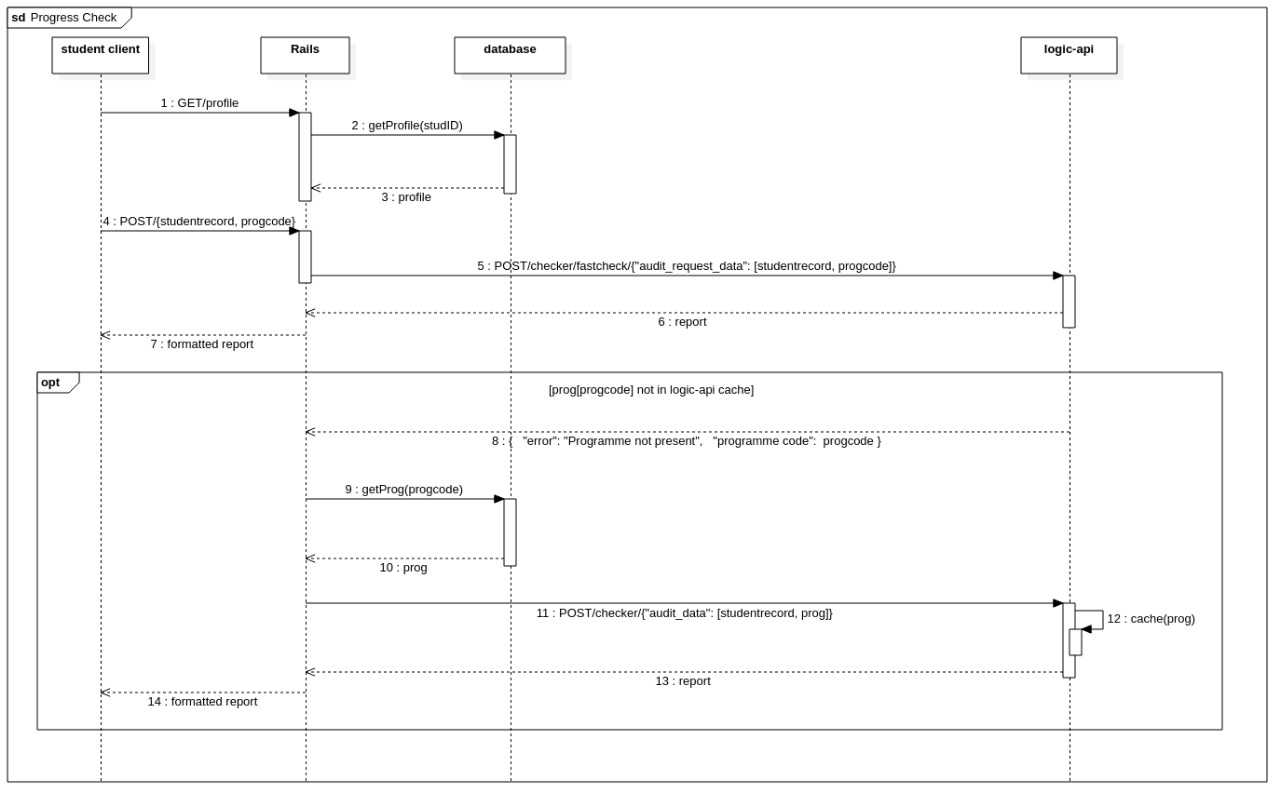 sd Progress Check
student client
Rails
database
logic-api
1 : GET/profile
2 : getProfile(studID)
3 : profile
4 : POST/{studentrecord, progcode}
5 : POST/checker/fastcheck/{"audit_request_data": [studentrecord, progcode]}
6 : report
7 : formatted report
opt
[prog[progcode] not in logic-api cache]
8 : {   "error": "Programme not present",   "programme code":  progcode }
9 : getProg(progcode)
10 : prog
11 : POST/checker/{"audit_data": [studentrecord, prog]}
12 : cache(prog)
13 : report
14 : formatted report